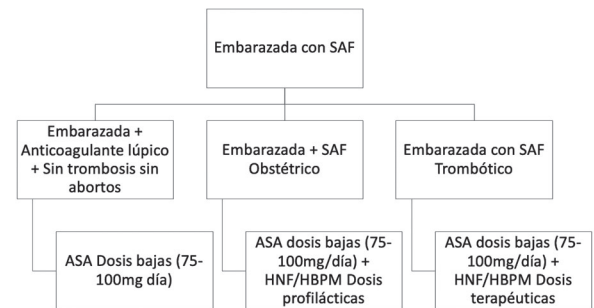 Embarazada con SAF
Embarazada +
Anticoagulante lúpico
+ Sin trombosis sin
abortos
Embarazada + SAF
Obstétrico
Embarazada con SAF
Trombótico
ASA Dosis bajas (75-
100mg día)
ASA dosis bajas (75-
100mg/día) +
HNF/HBPM Dosis
profilácticas
ASA dosis bajas (75-
100mg/día) +
HNF/HBPM Dosis
terapéuticas